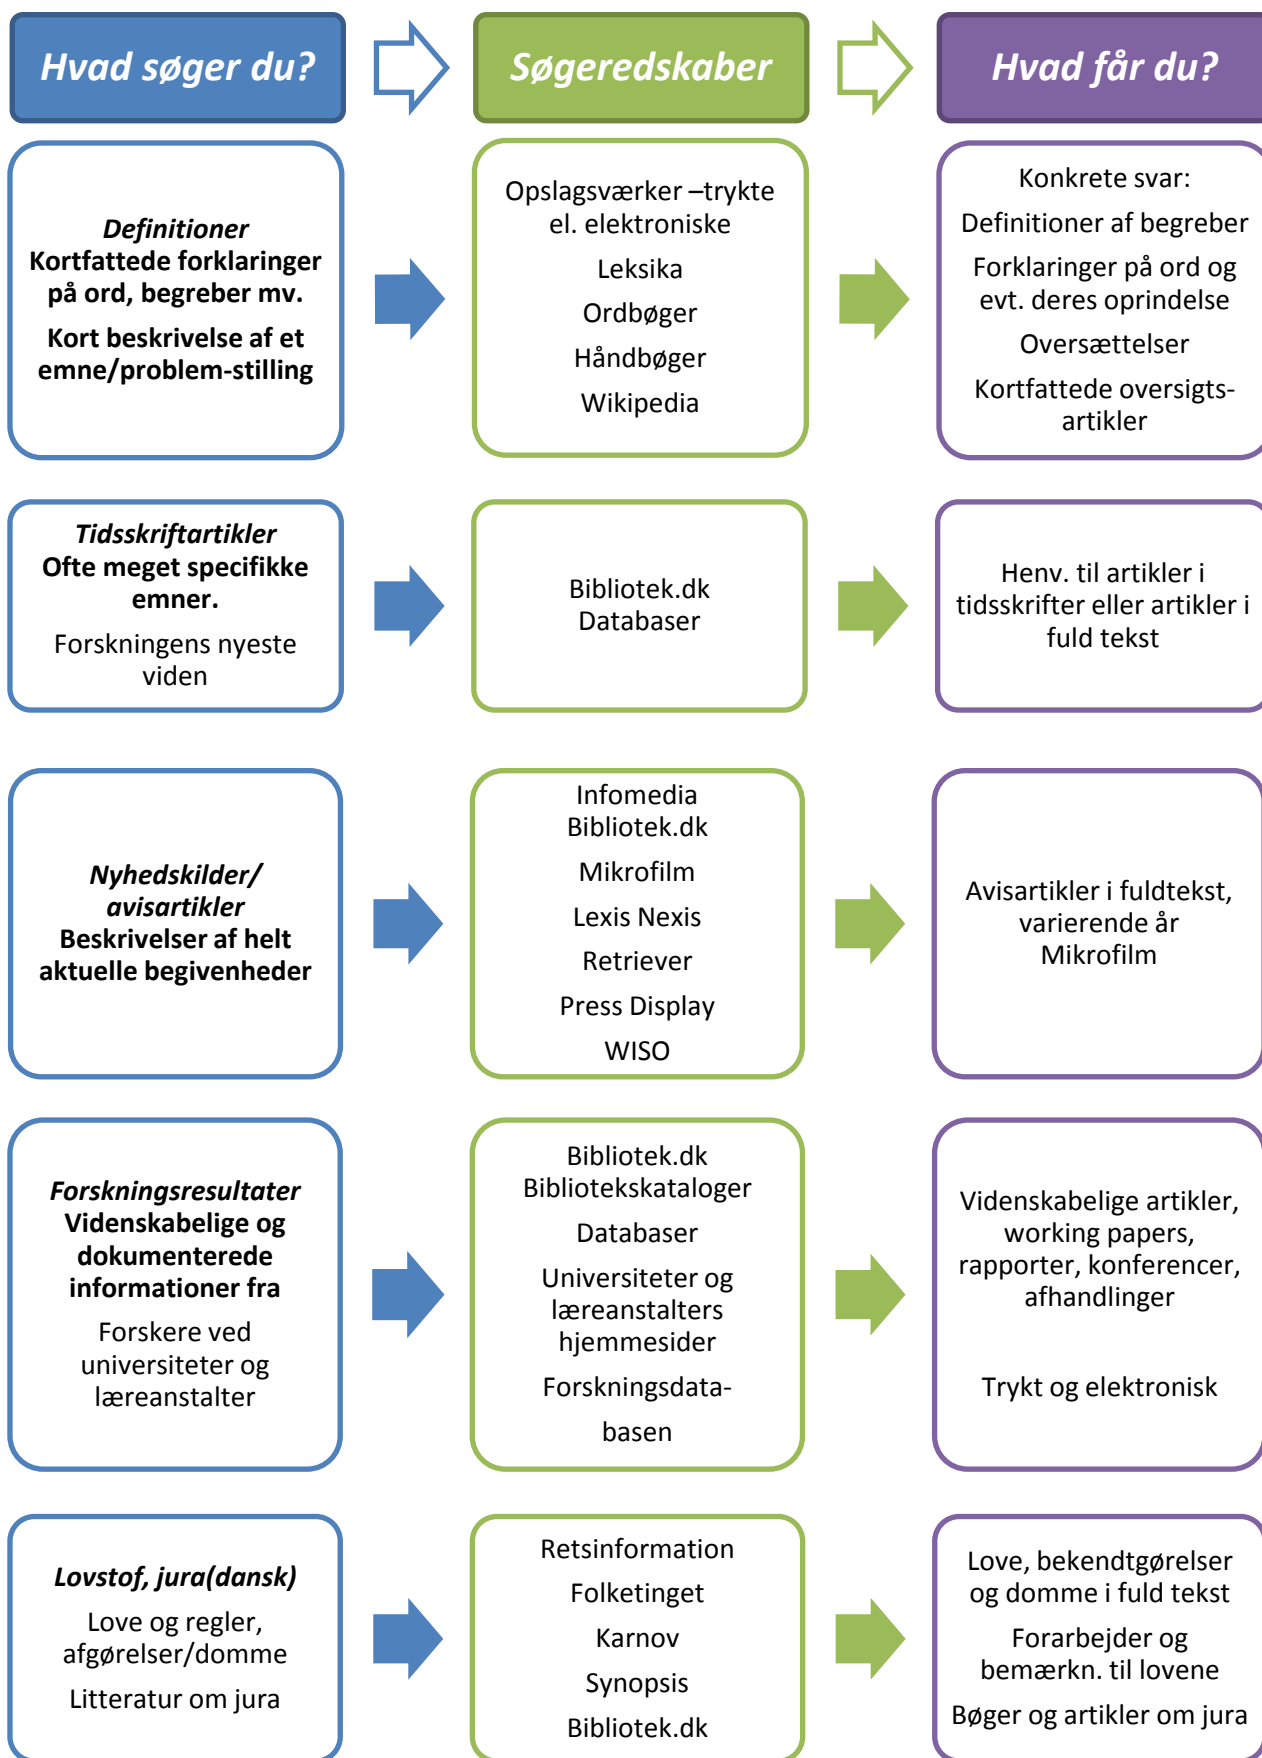 Hvad søger du?
Søgeredskaber
Hvad får du?
Definitioner
Kortfattede forklaringer
på ord, begreber mv.
Kort beskrivelse af et
emne/problem-stilling
Opslagsværker –trykte
el. elektroniske
Leksika
Ordbøger
Håndbøger
Wikipedia
Konkrete svar:
Definitioner af begreber
Forklaringer på ord og
evt. deres oprindelse
Oversættelser
Kortfattede oversigts-
artikler
Tidsskriftartikler
Ofte meget specifikke
emner.
Forskningens nyeste
viden
Bibliotek.dk
Databaser
Henv. til artikler i
tidsskrifter eller artikler i
fuld tekst
Nyhedskilder/
avisartikler
Beskrivelser af helt
aktuelle begivenheder
Infomedia
Bibliotek.dk
Mikrofilm
Lexis Nexis
Retriever
Press Display
WISO
Avisartikler i fuldtekst,
varierende år
Mikrofilm
Forskningsresultater
Videnskabelige og
dokumenterede
informationer fra
Forskere ved
universiteter og
læreanstalter
Bibliotek.dk
Bibliotekskataloger
Databaser
Universiteter og
læreanstalters
hjemmesider
Forskningsdata-
basen
Videnskabelige artikler,
working papers,
rapporter, konferencer,
afhandlinger
Trykt og elektronisk
Lovstof, jura(dansk)
Love og regler,
afgørelser/domme
Litteratur om jura
Retsinformation
Folketinget
Karnov
Synopsis
Bibliotek.dk
Love, bekendtgørelser
og domme i fuld tekst
Forarbejder og
bemærkn. til lovene
Bøger og artikler om jura